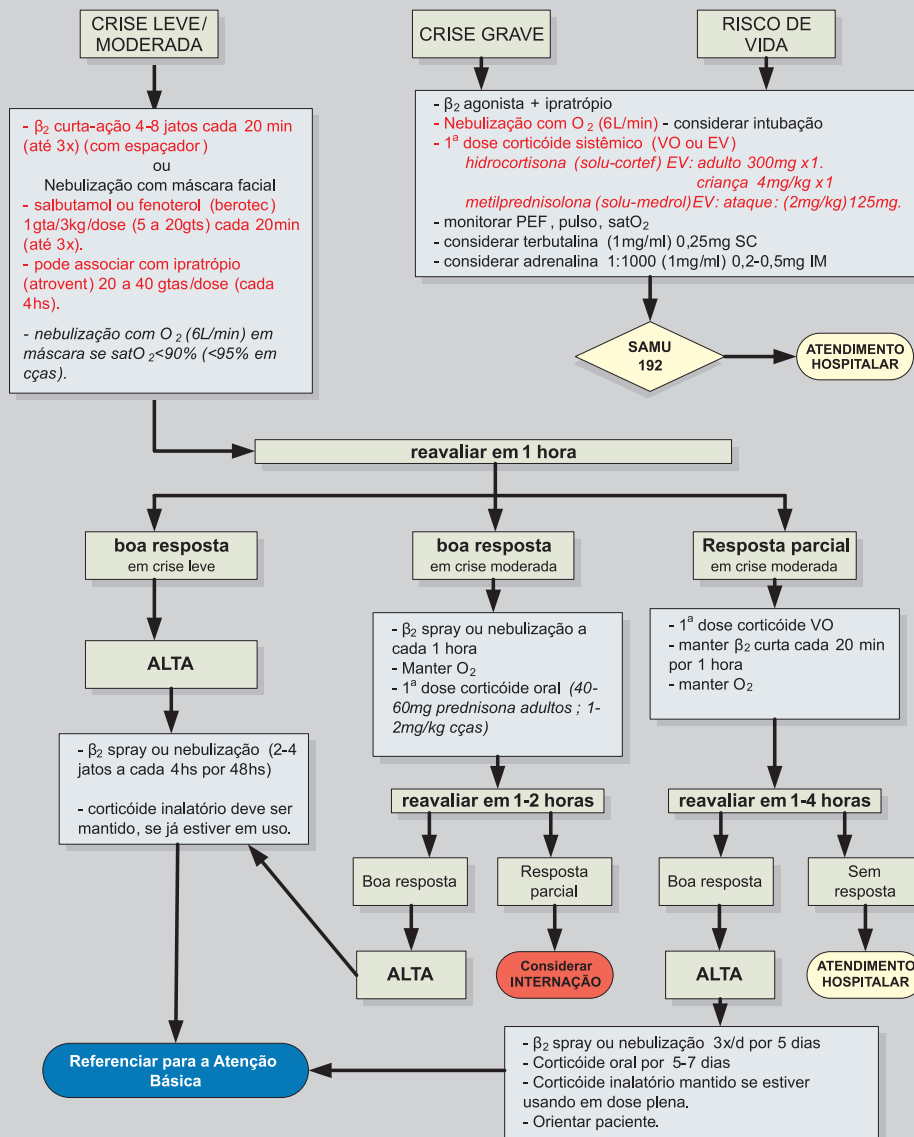 CRISE LEVE/
MODERADA
- β₂ curta-ação 4-8 jatos cada 20 min
(até 3x) (com espaçador)
ou
Nebulização com máscara facial
- salbutamol ou fenoterol (berotec)
1gta/3kg/dose (5 a 20gts) cada 20min
(até 3x).
- pode associar com ipratrópio
(atrovent) 20 a 40 gtas/dose (cada
4hs).
- nebulização com O₂ (6L/min) em
máscara se satO₂<90% (<95% em
cças).
CRISE GRAVE
RISCO DE
VIDA
- β₂ agonista + ipratrópio
- Nebulização com O₂ (6L/min) - considerar intubação
- 1ª dose corticóide sistêmico (VO ou EV)
hidrocortisona (solu-cortef) EV: adulto 300mg x1.
criança 4mg/kg x1
metilprednisolona (solu-medrol)EV: ataque: (2mg/kg)125mg.
- monitorar PEF, pulso, satO₂
- considerar terbutalina (1mg/ml) 0,25mg SC
- considerar adrenalina 1:1000 (1mg/ml) 0,2-0,5mg IM
SAMU
192
ATENDIMENTO
HOSPITALAR
reavaliar em 1 hora
boa resposta
em crise leve
ALTA
- β₂ spray ou nebulização (2-4
jatos a cada 4hs por 48hs)
- corticóide inalatório deve ser
mantido, se já estiver em uso.
boa resposta
em crise moderada
- β₂ spray ou nebulização a
cada 1 hora
- Manter O₂
- 1ª dose corticóide oral (40-
60mg prednisona adultos ; 1-
2mg/kg cças)
reavaliar em 1-2 horas
Boa resposta
Resposta
parcial
ALTA
Considerar
INTERNAÇÃO
Resposta parcial
em crise moderada
- 1ª dose corticóide VO
- manter β₂ curta cada 20 min
por 1 hora
- manter O₂
reavaliar em 1-4 horas
Boa resposta
Sem
resposta
ALTA
ATENDIMENTO
HOSPITALAR
- β₂ spray ou nebulização 3x/d por 5 dias
- Corticóide oral por 5-7 dias
- Corticóide inalatório mantido se estiver
usando em dose plena.
- Orientar paciente.
Referenciar para a Atenção
Básica